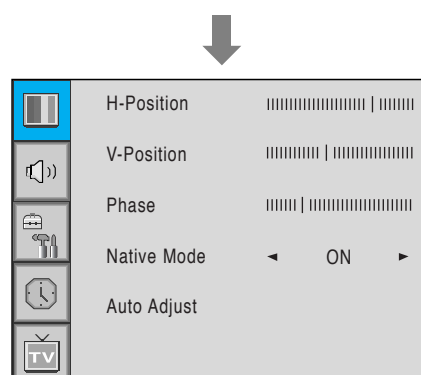 H-Position
V-Position
Phase
Native Mode ◄ ON ►
Auto Adjust
TV